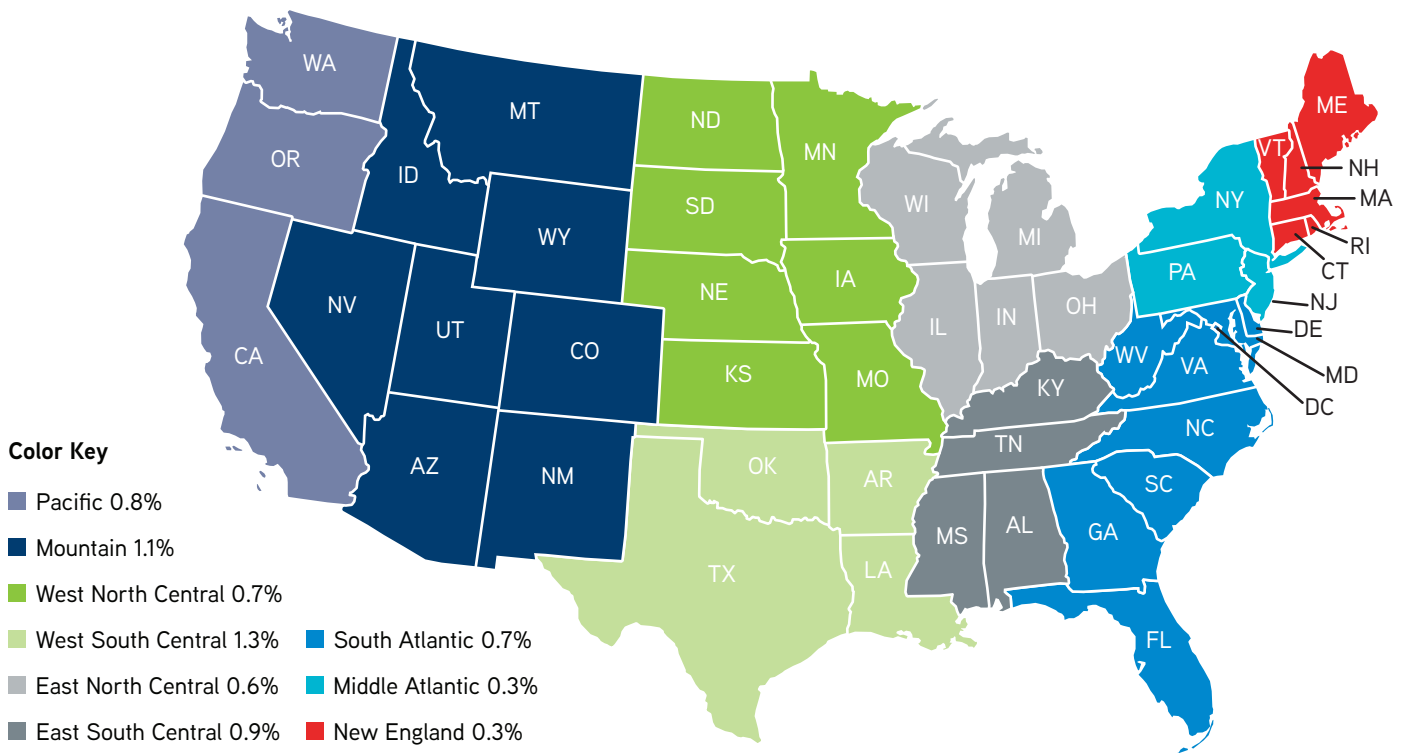 WA
MT
ND
MN
ME
VT
NH
OR
ID
SD
WI
MI
NY
MA
RI
CT
WY
NE
IA
PA
NJ
NV
UT
CO
IL
IN
OH
DE
CA
KS
MO
WV
VA
MD
DC
KY
TN
NC
AZ
NM
OK
AR
SC
MS
AL
GA
TX
LA
FL
Color Key
Pacific 0.8%
Mountain 1.1%
West North Central 0.7%
West South Central 1.3%
East North Central 0.6%
East South Central 0.9%
South Atlantic 0.7%
Middle Atlantic 0.3%
New England 0.3%